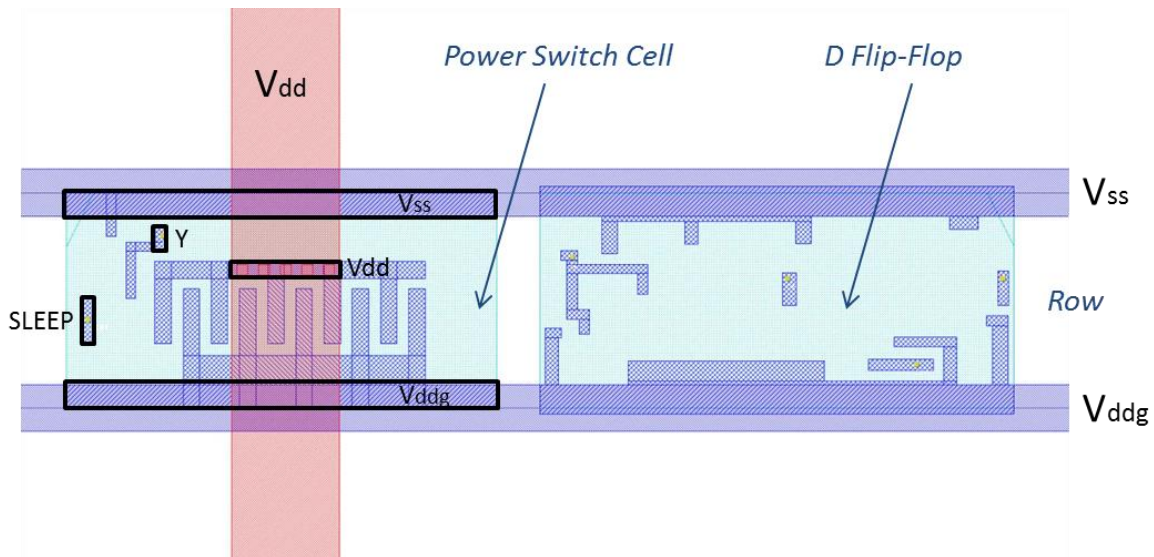 Power Switch Cell
D Flip-Flop
Vdd
Vss
Vss
Y
Vdd
SLEEP
Row
Vddg
Vddg